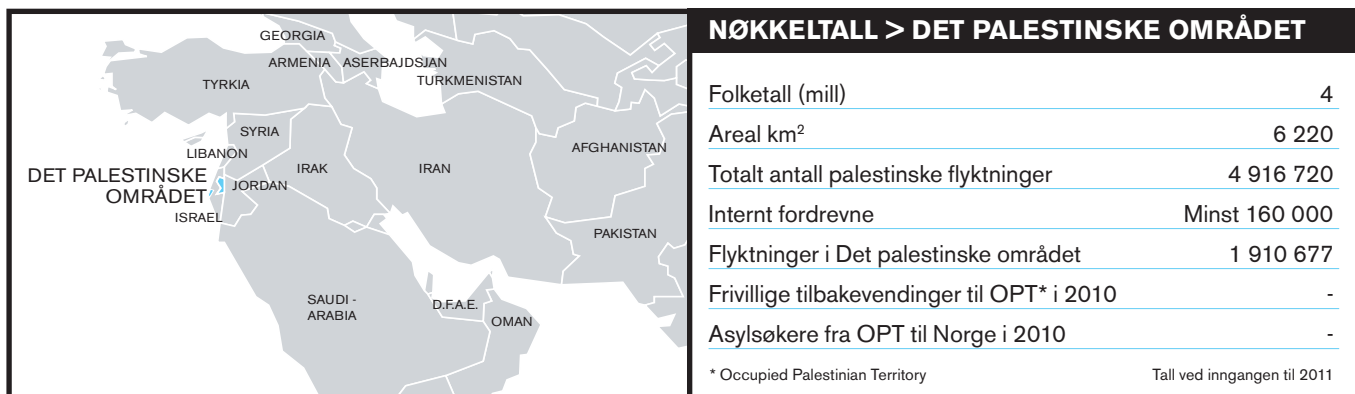 GEORGIA
ARMENIA
ASERBAJDSJAN
TURKMENISTAN
TYRKIA
SYRIA
LIBANON
AFGHANISTAN
IRAK
IRAN
DET PALESTINSKE
OMRÅDET
JORDAN
ISRAEL
PAKISTAN
SAUDI -
ARABIA
D.F.A.E.
OMAN
NØKKELTALL > DET PALESTINSKE OMRÅDET
Folketall (mill) 4
Areal km² 6 220
Totalt antall palestinske flyktninger 4 916 720
Internt fordrevne Minst 160 000
Flyktninger i Det palestinske området 1 910 677
Frivillige tilbakevendinger til OPT* i 2010 -
Asylsøkere fra OPT til Norge i 2010 -
* Occupied Palestinian Territory Tall ved inngangen til 2011